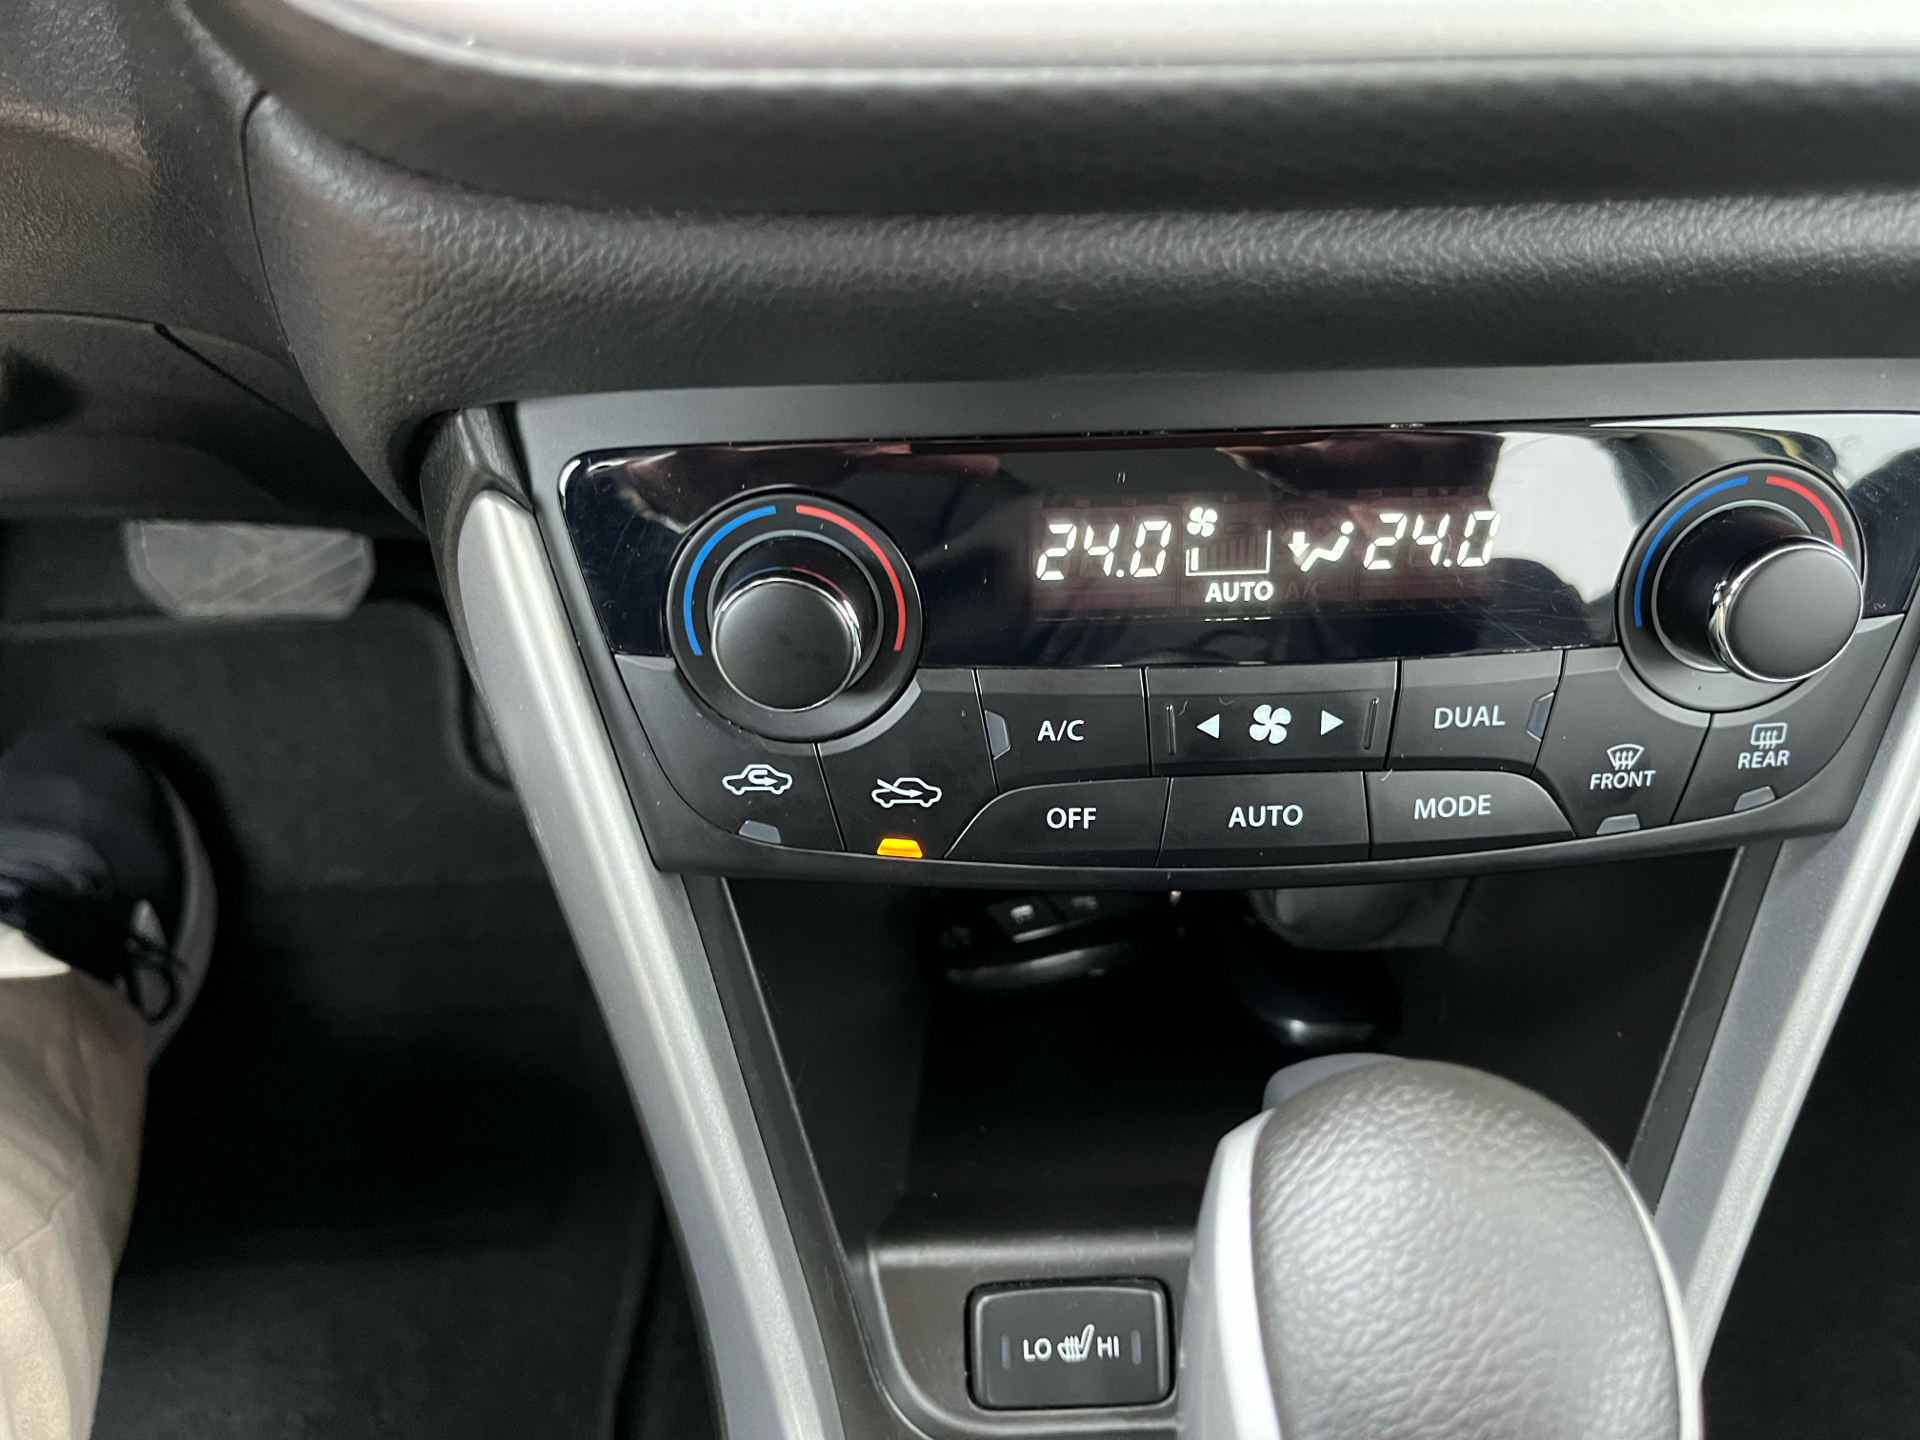 24.0 24.0
AUTO
A/C
DUAL
OFF
AUTO
MODE
FRONT
REAR
LO HI